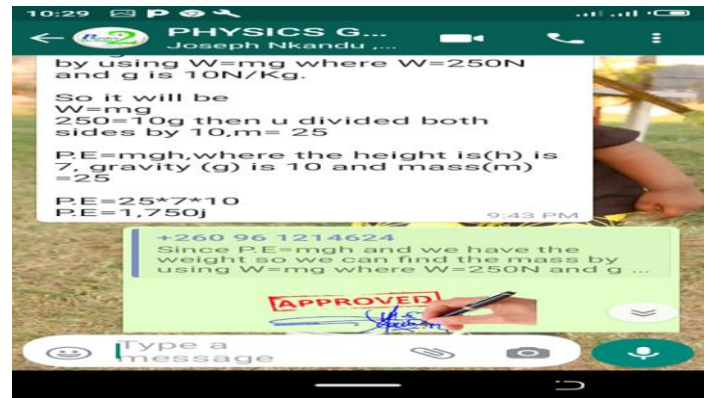 10:29
PHYSICS G...
Joseph Nkandu ,...
by using W=mg where W=250N
and g is 10N/Kg.
So it will be
W=mg
250=10g then u divided both
sides by 10,m= 25
P.E=mgh,where the height is(h) is
7, gravity (g) is 10 and mass(m)
=25
P.E=25*7*10
P.E=1,750j
9:43 PM
+260 96 1214624
Since P.E=mgh and we have the
weight so we can find the mass by
using W=mg where W=250N and g ...
APPROVED
Type a
message